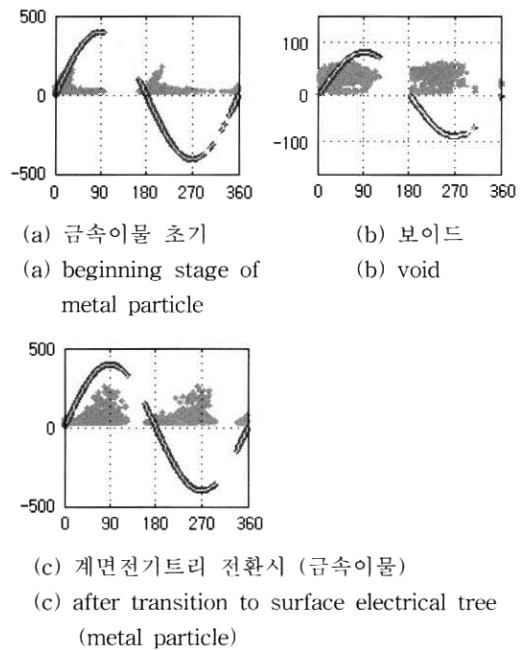 500
0
-500
0 90 180 270 360
100
0
-100
0 90 180 270 360
(a) 금속이물 초기
(a) beginning stage of
metal particle
(b) 보이드
(b) void
500
0
-500
0 90 180 270 360
(c) 계면전기트리 전환시 (금속이물)
(c) after transition to surface electrical tree
(metal particle)